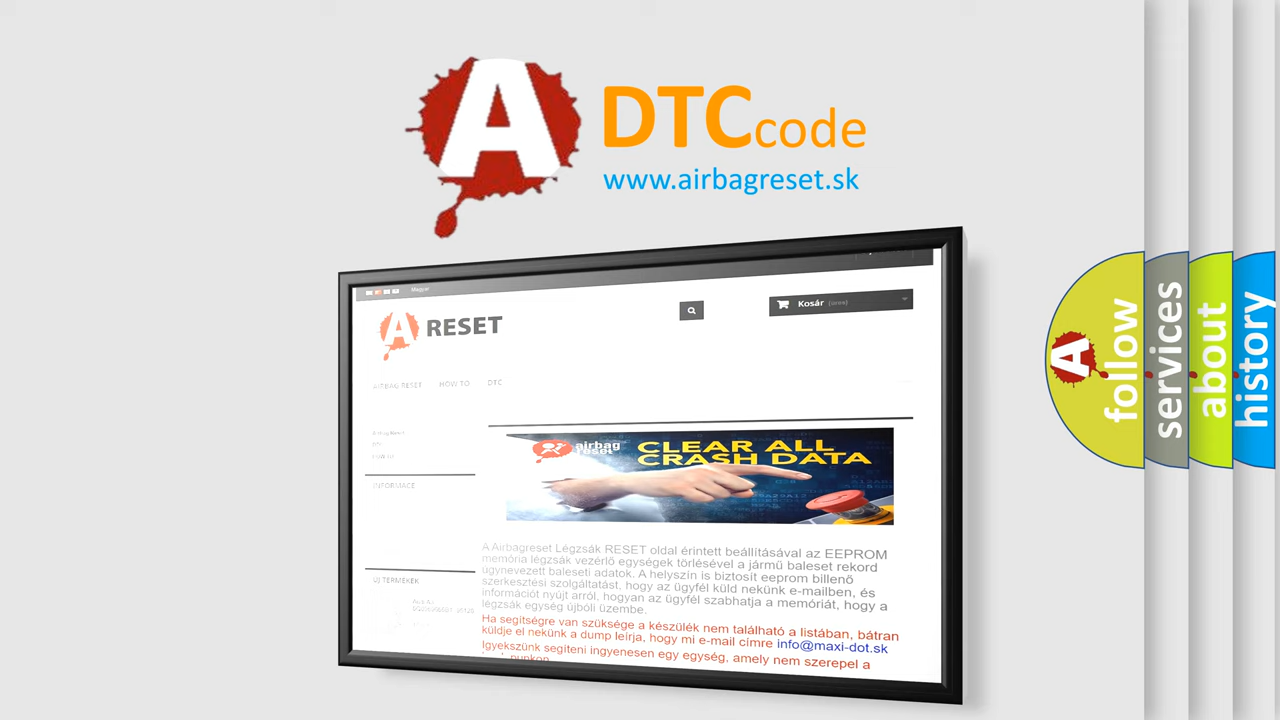 A
DTCcode
www.airbagreset.sk
Magyar
A RESET
Kosár (üres)
AIRBAG RESET HOW TO DTC
Airbag Reset
DTC
INFORMACE
airbag
reset
CLEAR ALL
CRASH DATA
A Airbagreset Légzsák RESET oldal érintett beállításával az EEPROM
memória légzsák vezérlő egységek törlésével a jármű baleset rekord
úgynevezett baleseti adatok. A helyszín is biztosít eeprom billenő
szerkesztési szolgáltatást, hogy az ügyfél küld nekünk e-mailben, és
információt nyújt arról, hogyan az ügyfél szabhatja a memóriát, hogy a
légzsák egység újbóli üzembe.
Ha segítségre van szüksége a készülék nem található a listában, bátran
küldje el nekünk a dump leírja, hogy mi e-mail címre info@maxi-dot.sk
Igyekszünk segíteni ingyenesen egy egység, amely nem szerepel a
ÚJ TERMÉKEK
A
follow
services
about
history